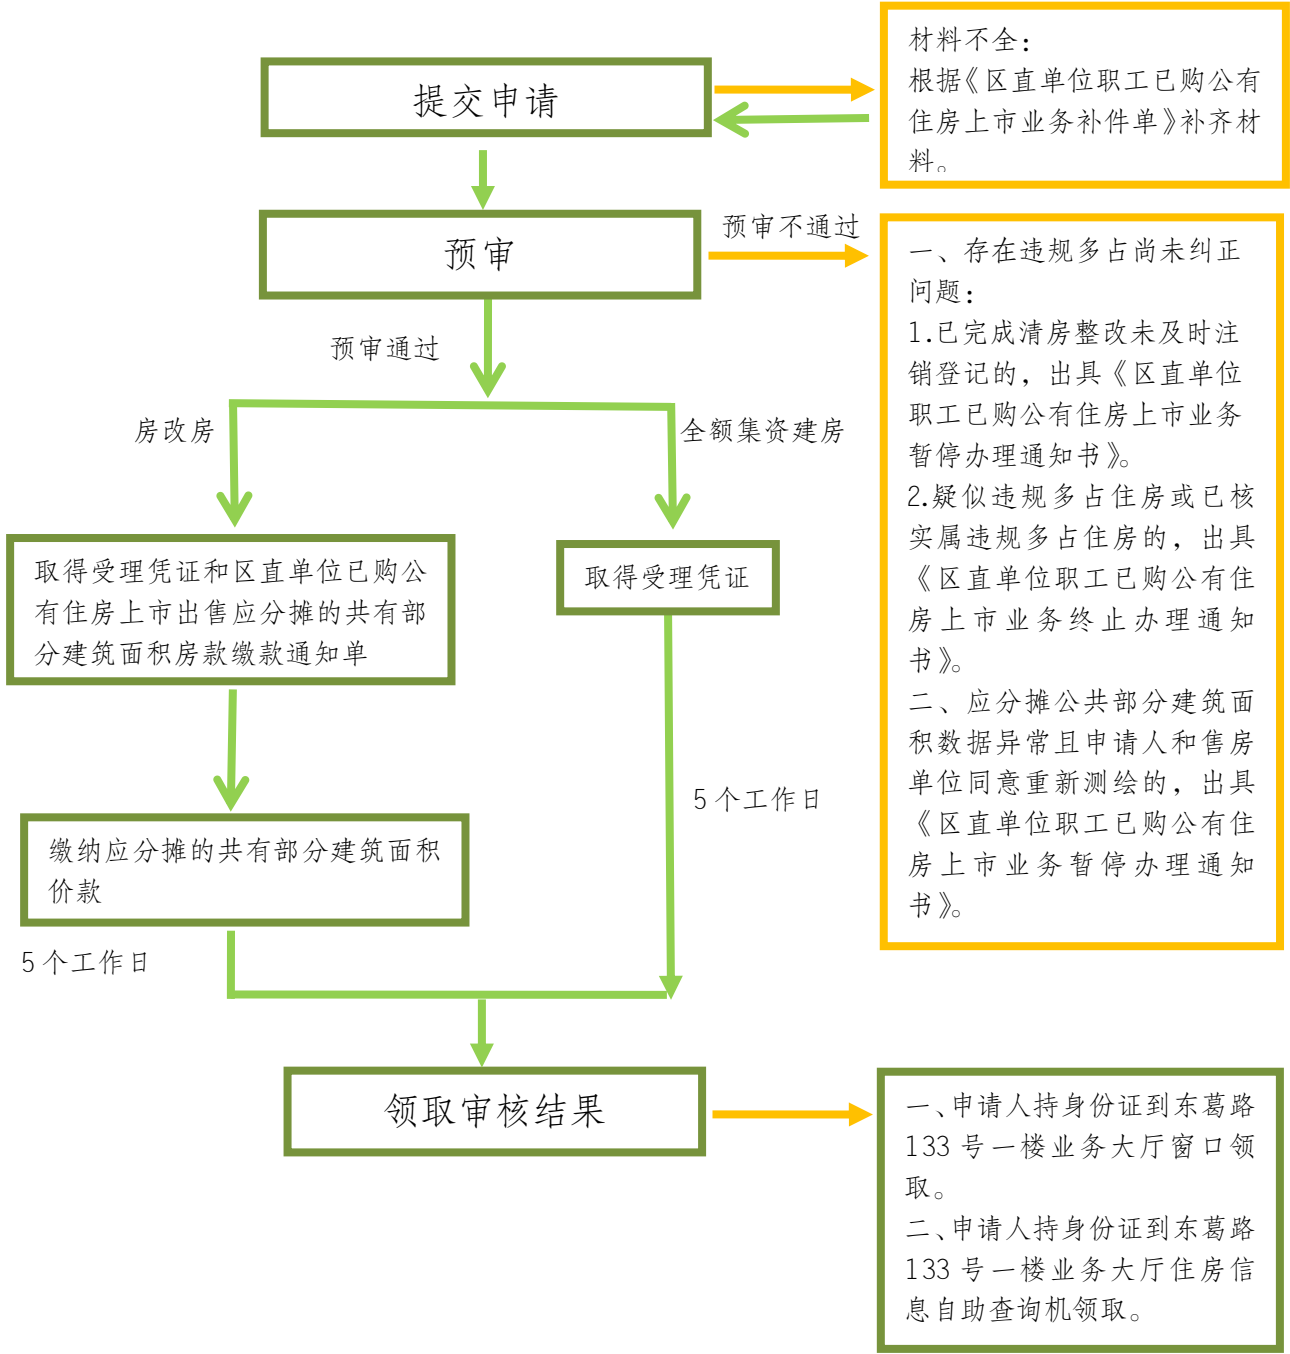 提交申请
材料不全：
根据《区直单位职工已购公有
住房上市业务补件单》补齐材
料。
预审
预审不通过
一、存在违规多占尚未纠正
问题：
1.已完成清房整改未及时注
销登记的，出具《区直单位
职工已购公有住房上市业务
暂停办理通知书》。
2.疑似违规多占住房或已核
实属违规多占住房的，出具
《区直单位职工已购公有住
房上市业务终止办理通知
书》。
二、应分摊公共部分建筑面
积数据异常且申请人和售房
单位同意重新测绘的，出具
《区直单位职工已购公有住
房上市业务暂停办理通知
书》。
预审通过
房改房
全额集资建房
取得受理凭证和区直单位已购公
有住房上市出售应分摊的共有部
分建筑面积房款缴款通知单
取得受理凭证
5个工作日
缴纳应分摊的共有部分建筑面积
价款
5个工作日
领取审核结果
一、申请人持身份证到东葛路
133号一楼业务大厅窗口领
取。
二、申请人持身份证到东葛路
133号一楼业务大厅住房信
息自助查询机领取。